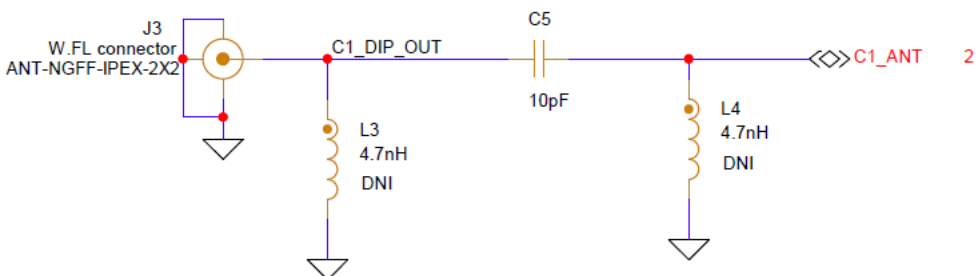 J3
W.FL connector
ANT-NGFF-IPEX-2X2
C1_DIP_OUT
C5
10pF
C1_ANT 2
L3
4.7nH
DNI
L4
4.7nH
DNI